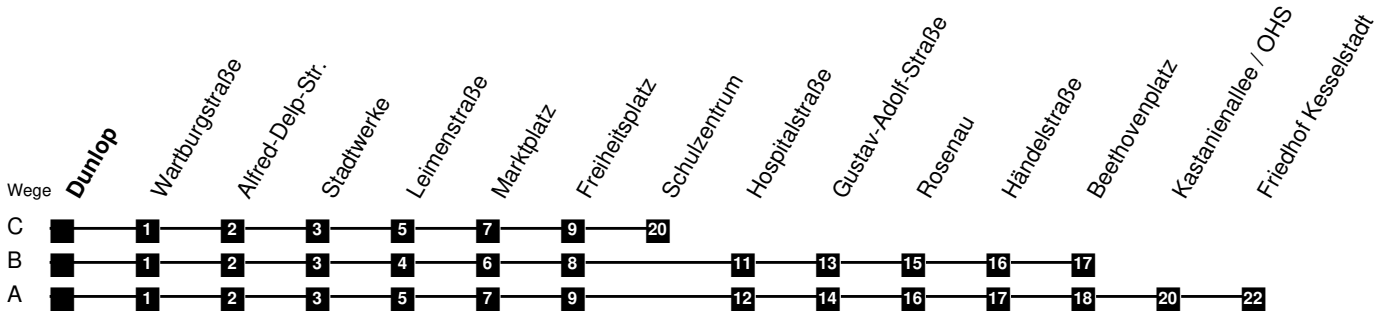 Dunlop
Wartburgstraße
Alfred-Delp-Str.
Stadtwerke
Leimenstraße
Marktplatz
Freiheitsplatz
Schulzentrum
Hospitalstraße
Gustav-Adolf-Straße
Rosenau
Händelstraße
Beethovenplatz
Kastanienallee / OHS
Friedhof Kesselstadt
Wege
C 1 2 3 5 7 9 20
B 1 2 3 4 6 8 11 13 15 16 17
A 1 2 3 5 7 9 12 14 16 17 18 20 22